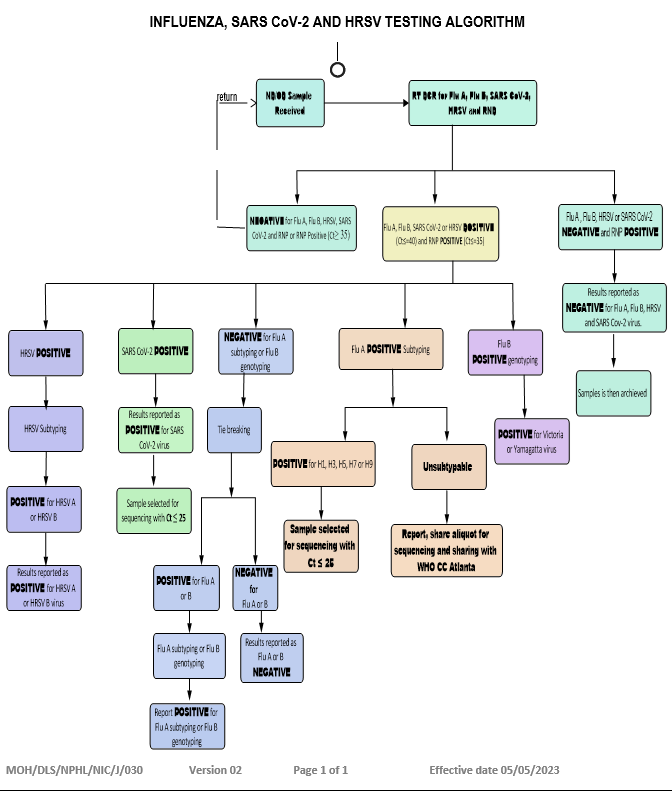 INFLUENZA, SARS CoV-2 AND HRSV TESTING ALGORITHM
return
Sample
Received
RT PCR for Flu A, Flu B, SARS CoV-2,
and RNP
NEGATIVE for Flu A, Flu B, HRSV, SARS
CoV-2 and RNP or RNP Positive (Ct≥ 35)
Flu A, Flu B, SARS CoV-2 or HRSV POSITIVE
(Cts≤40) and RNP POSITIVE (Cts≤35)
Flu A , Flu B, HRSV or SARS CoV-2
NEGATIVE and RNP POSITIVE
Results reported as
NEGATIVE for Flu A, Flu B, HRSV
and SARS Cov-2 virus.
Samples is then archieved
HRSV POSITIVE
HRSV Subtyping
POSITIVE for HRSV A
or HRSV B
Results reported as
POSITIVE for HRSV A
or HRSV B virus
SARS CoV-2 POSITIVE
Results reported as
POSITIVE for SARS
CoV-2 virus
Sample selected for
sequencing with Ct ≤ 25
NEGATIVE for Flu A
subtyping or Flu B
genotyping
Tie breaking
POSITIVE for Flu A
or B
Flu A subtyping or Flu B
genotyping
Report POSITIVE for
Flu A subtyping or Flu B
genotyping
NEGATIVE
for
Flu A or B
Results reported as
Flu A or B
NEGATIVE
Flu A POSITIVE Subtyping
POSITIVE for H1, H3, H5, H7 or H9
Sample selected
for sequencing with
Ct ≤ 25
Unsubtypable
Report, share aliquot for
sequencing and sharing with
WHO CC Atlanta
Flu B
POSITIVE genotyping
POSITIVE for Victoria
or Yamagatta virus
MOH/DLS/NPHL/NIC/J/030 Version 02 Page 1 of 1 Effective date 05/05/2023